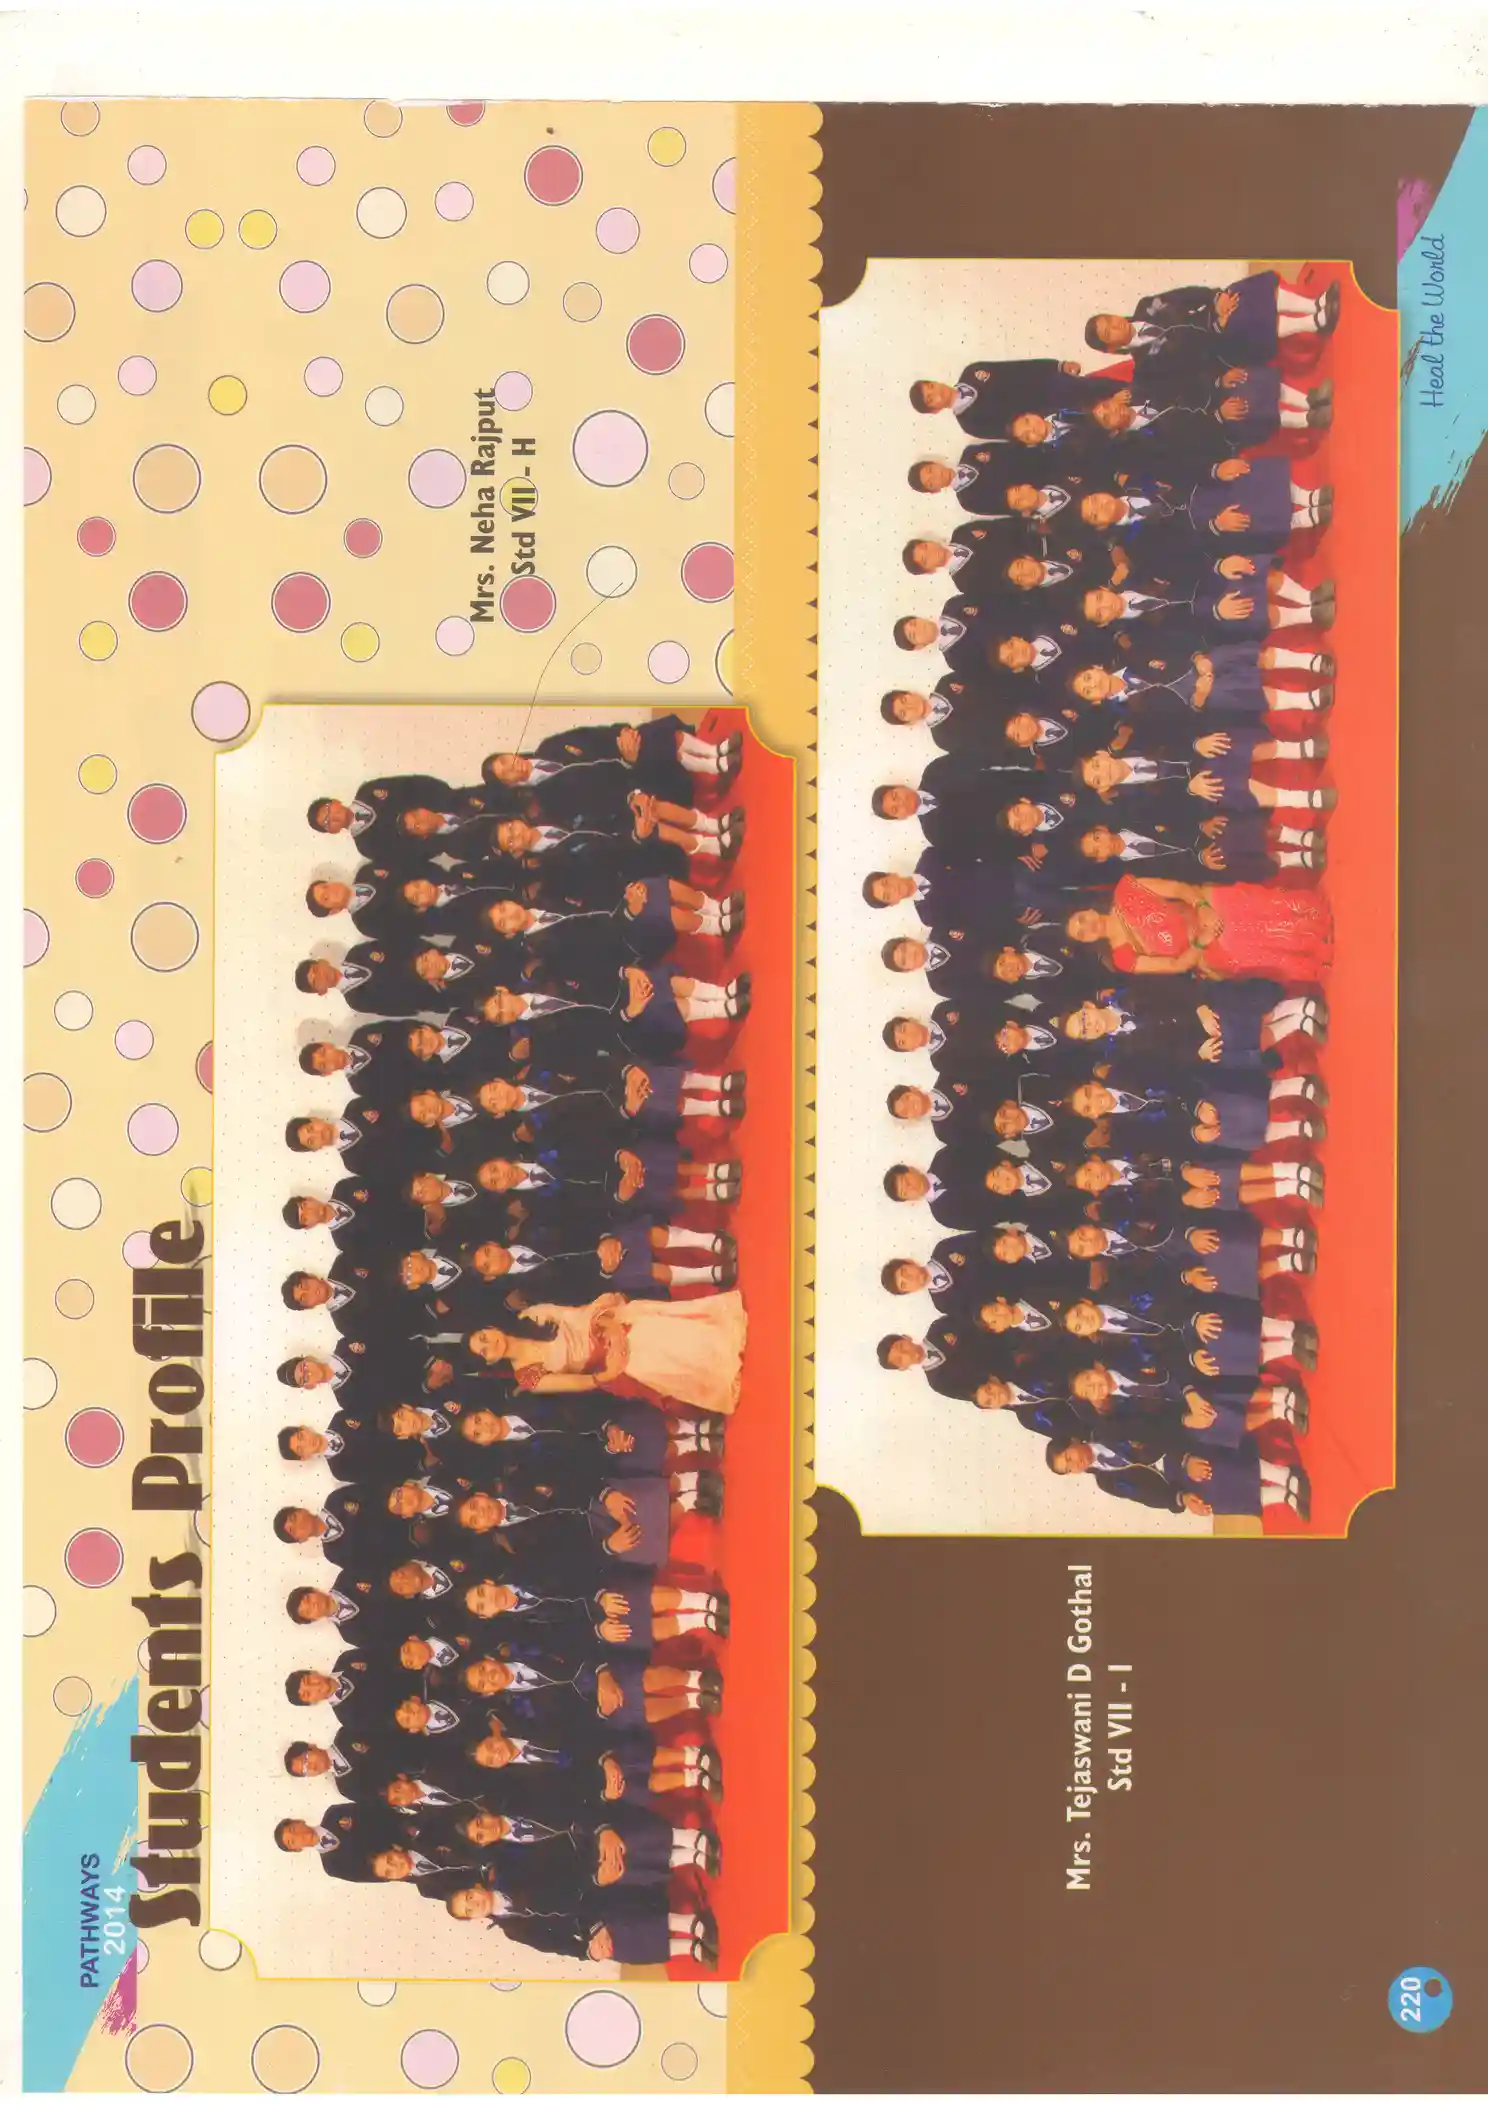 PATHWAYS
2014
Students Profile
Mrs. Neha Rajput
Std VII - H
Mrs. Tejaswani D Gothal
Std VII - I
Heal the World
220